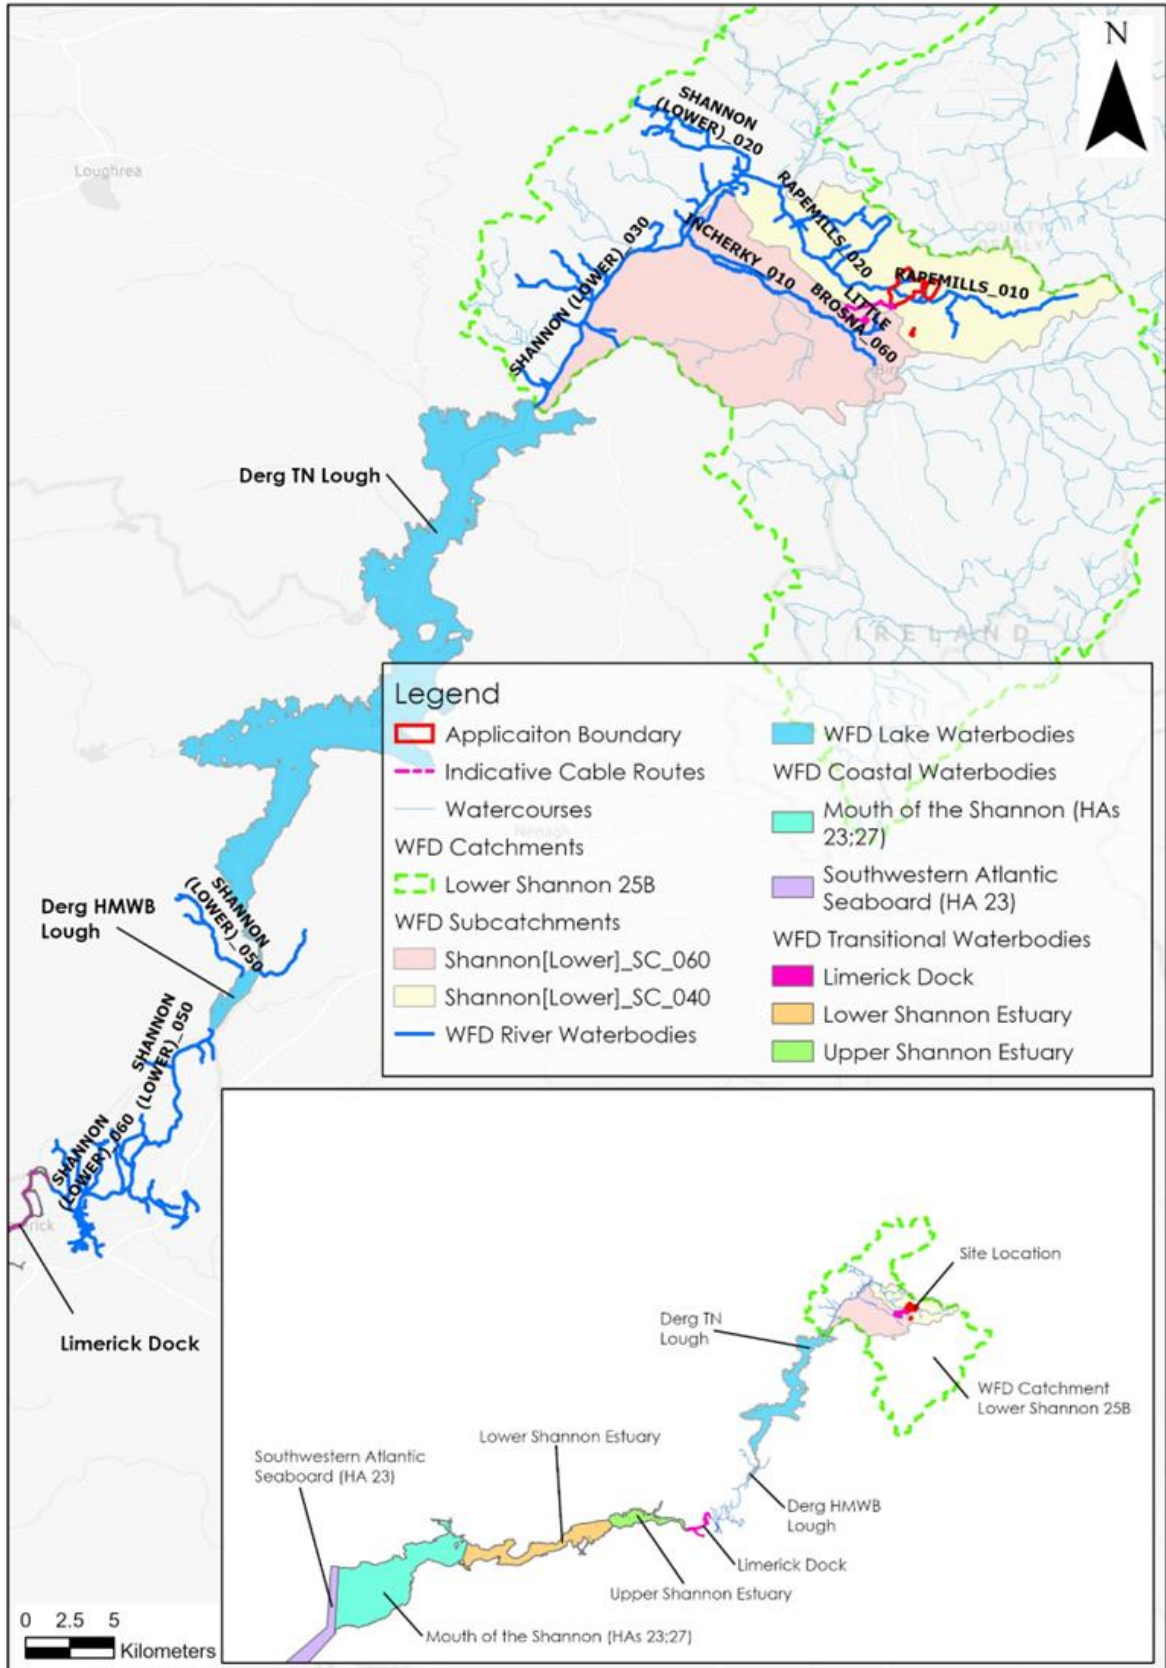 N
Loughrea
SHANNON
(LOWER)_020
RAPEMILLS_020
COUNTY
OFFALY
SHANNON (LOWER)_030
INCHERKY_010
RAPEMILLS_010
LITTLE
BROSNA_060
Birr
Derg TN Lough
IRELAND
Nenagh
Legend
Applicaiton Boundary
Indicative Cable Routes
Watercourses
WFD Catchments
Lower Shannon 25B
WFD Subcatchments
Shannon[Lower]_SC_060
Shannon[Lower]_SC_040
WFD River Waterbodies
WFD Lake Waterbodies
WFD Coastal Waterbodies
Mouth of the Shannon (HAs
23;27)
Southwestern Atlantic
Seaboard (HA 23)
WFD Transitional Waterbodies
Limerick Dock
Lower Shannon Estuary
Upper Shannon Estuary
SHANNON
(LOWER)_050
Derg HMWB
Lough
SHANNON
(LOWER)_050
SHANNON
(LOWER)_060
rick
Limerick Dock
Site Location
Derg TN
Lough
WFD Catchment
Lower Shannon 25B
Lower Shannon Estuary
Southwestern Atlantic
Seaboard (HA 23)
Derg HMWB
Lough
Limerick Dock
Upper Shannon Estuary
Mouth of the Shannon (HAs 23;27)
0 2.5 5
Kilometers